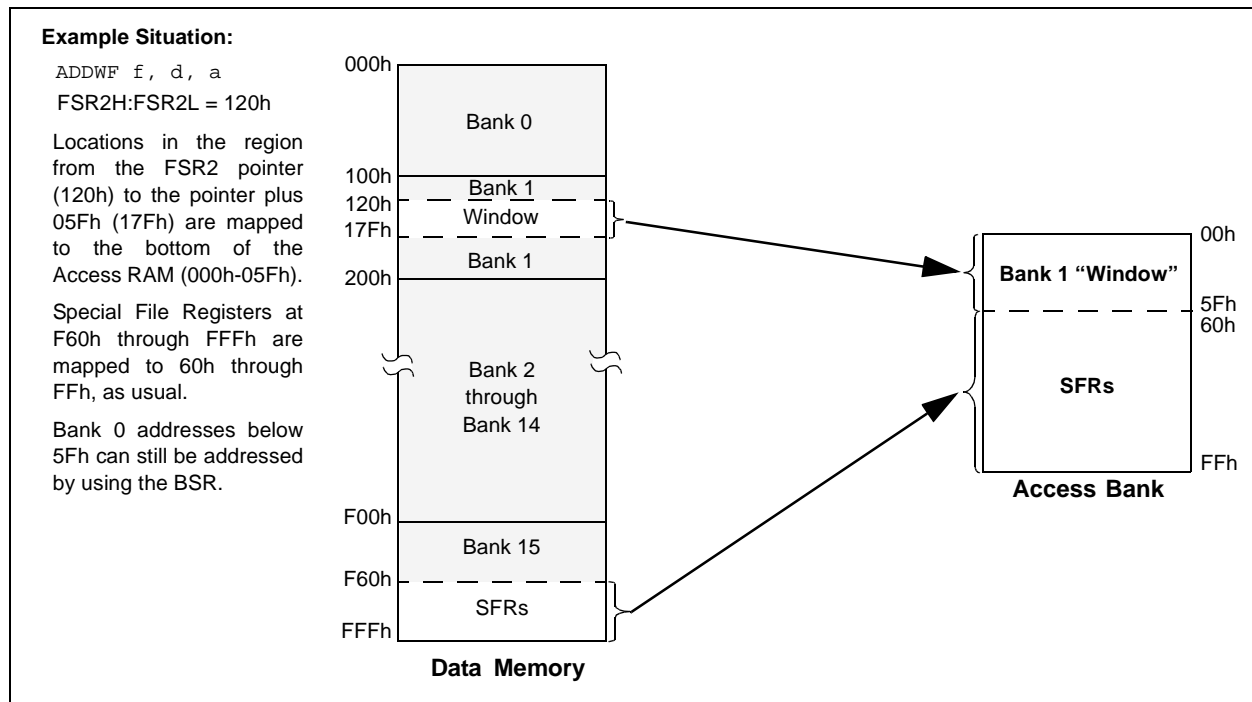 Example Situation:
ADDWF f, d, a
FSR2H:FSR2L = 120h
Locations in the region
from the FSR2 pointer
(120h) to the pointer plus
05Fh (17Fh) are mapped
to the bottom of the
Access RAM (000h-05Fh).
Special File Registers at
F60h through FFFh are
mapped to 60h through
FFh, as usual.
Bank 0 addresses below
5Fh can still be addressed
by using the BSR.
000h
Bank 0
100h
Bank 1
120h
Window
17Fh
Bank 1
200h
Bank 2
through
Bank 14
F00h
Bank 15
F60h
SFRs
FFFh
Data Memory
00h
Bank 1 “Window”
5Fh
60h
SFRs
FFh
Access Bank